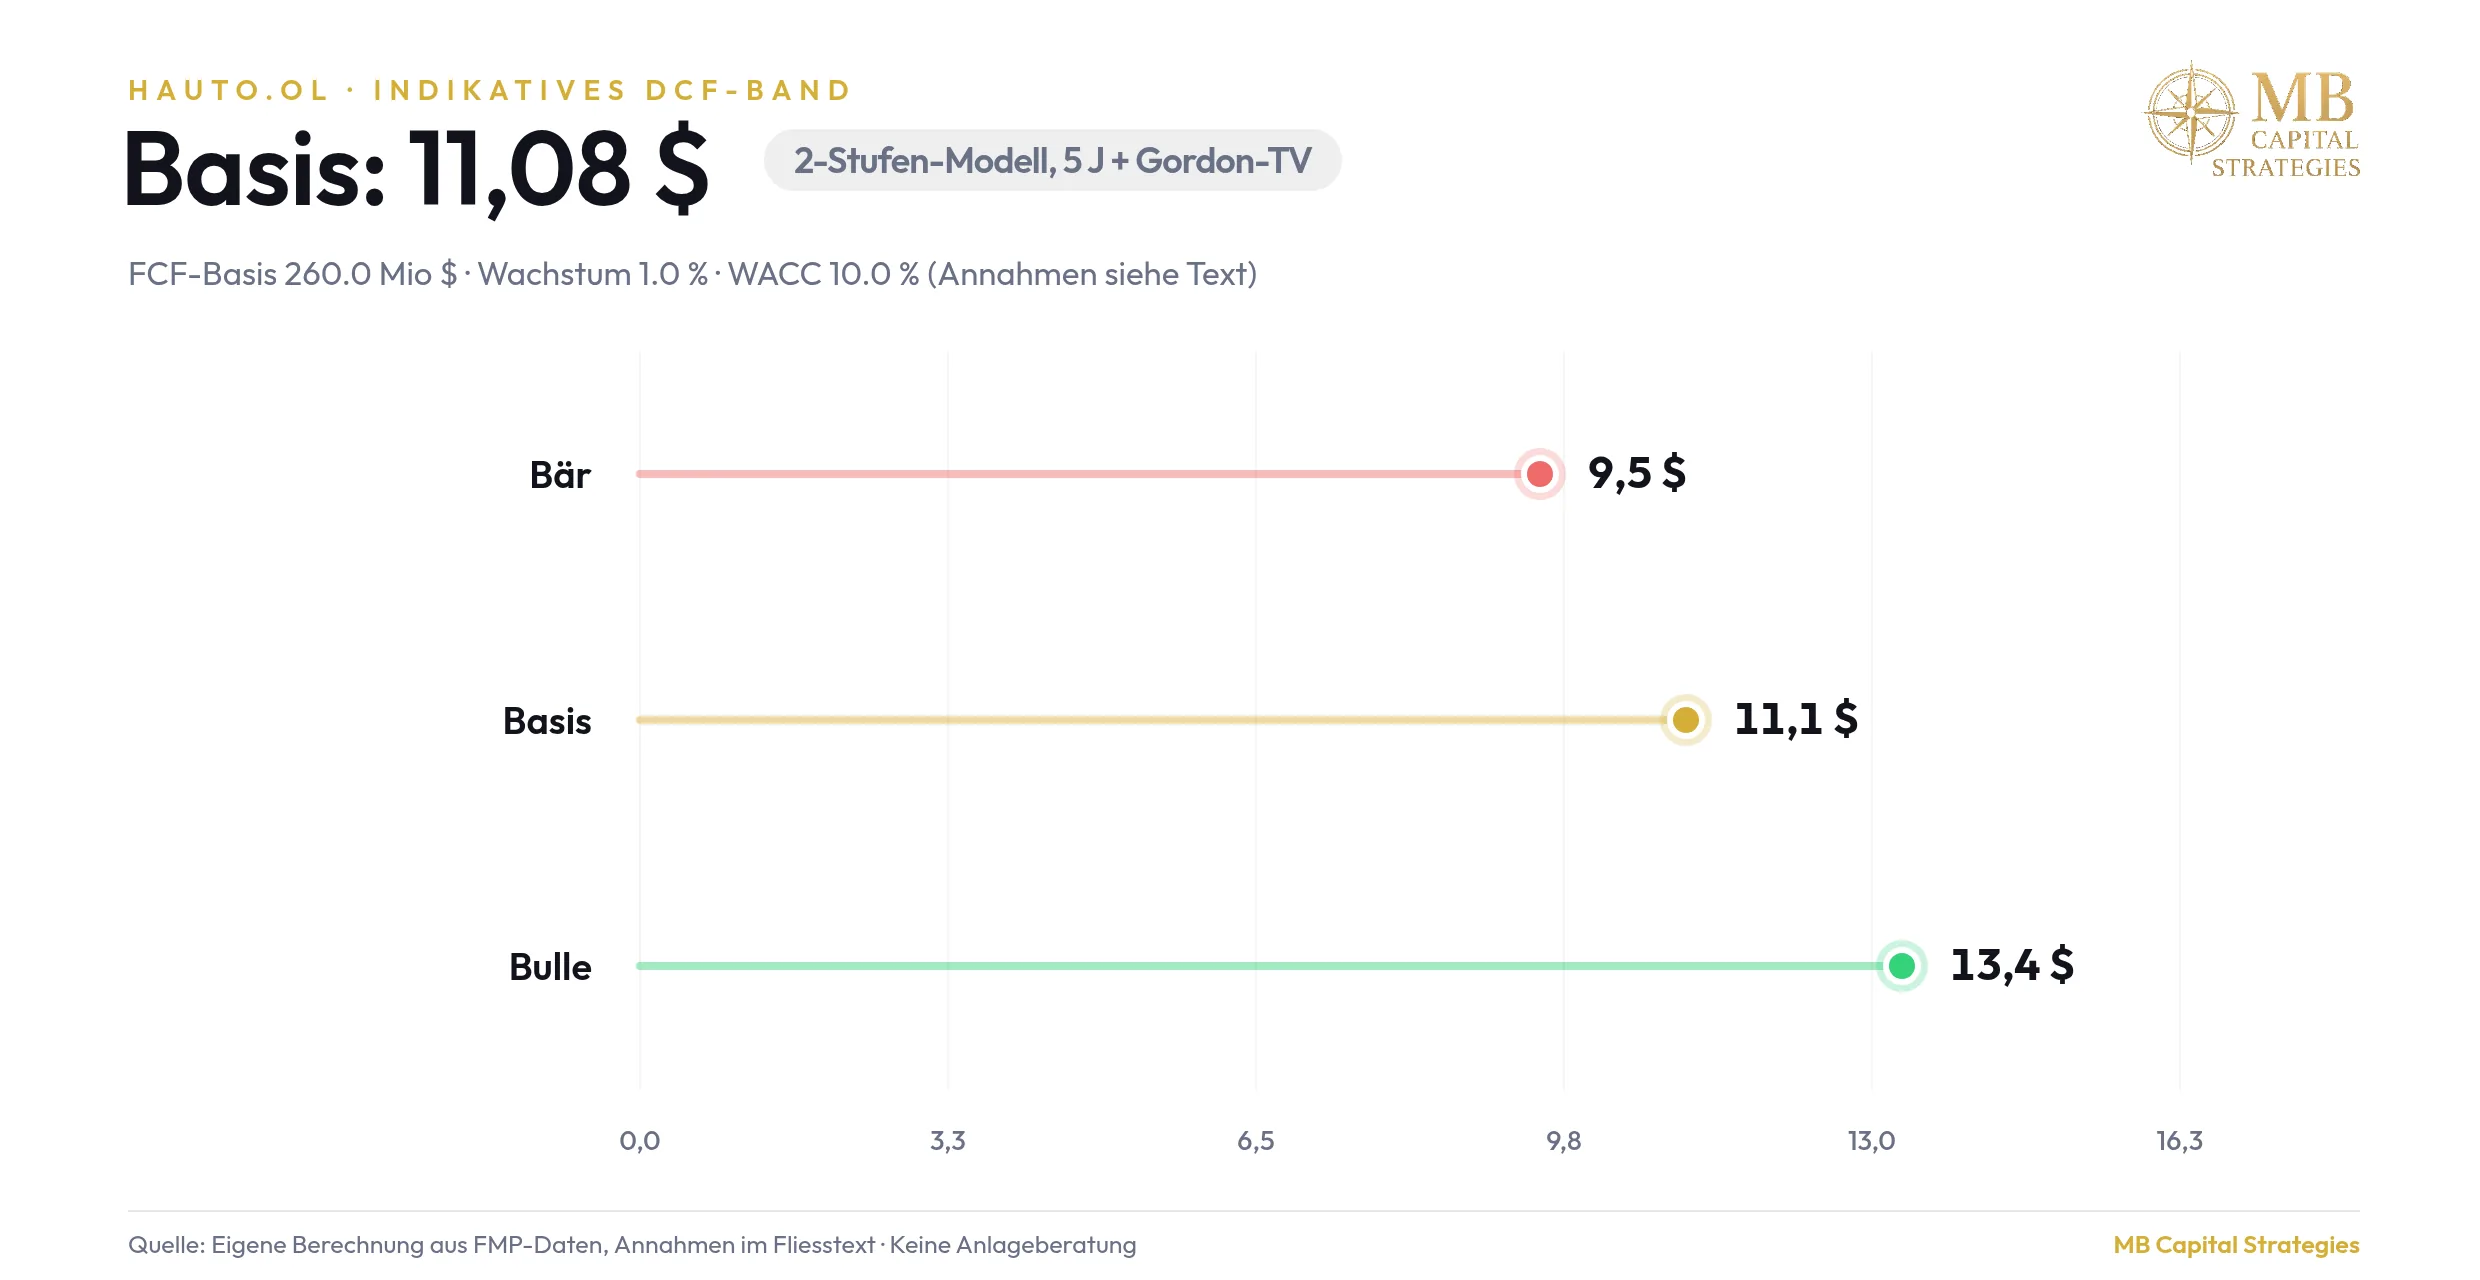 HAUTO.OL · INDIKATIVES DCF-BAND
MB
CAPITAL
STRATEGIES
Basis: 11,08 $
2-Stufen-Modell, 5 J + Gordon-TV
FCF-Basis 260.0 Mio $ · Wachstum 1.0 % · WACC 10.0 % (Annahmen siehe Text)
Bär
9,5 $
Basis
11,1 $
Bulle
13,4 $
0,0
3,3
6,5
9,8
13,0
16,3
Quelle: Eigene Berechnung aus FMP-Daten, Annahmen im Fliesstext · Keine Anlageberatung
MB Capital Strategies